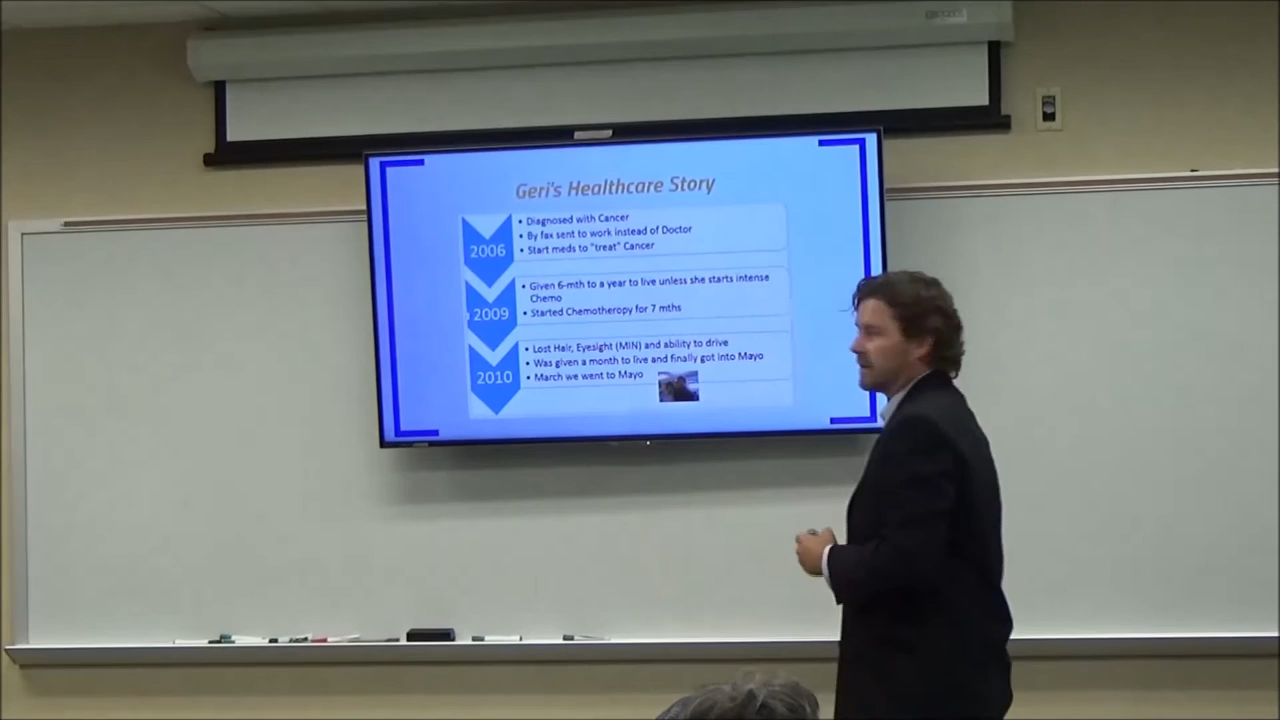 Geri's Healthcare Story
2006
• Diagnosed with Cancer
• By fax sent to work instead of Doctor
• Start meds to "treat" Cancer
2009
• Given 6-mth to a year to live unless she starts intense
Chemo
• Started Chemotheropy for 7 mths
2010
• Lost Hair, Eyesight (MIN) and ability to drive
• Was given a month to live and finally got into Mayo
• March we went to Mayo